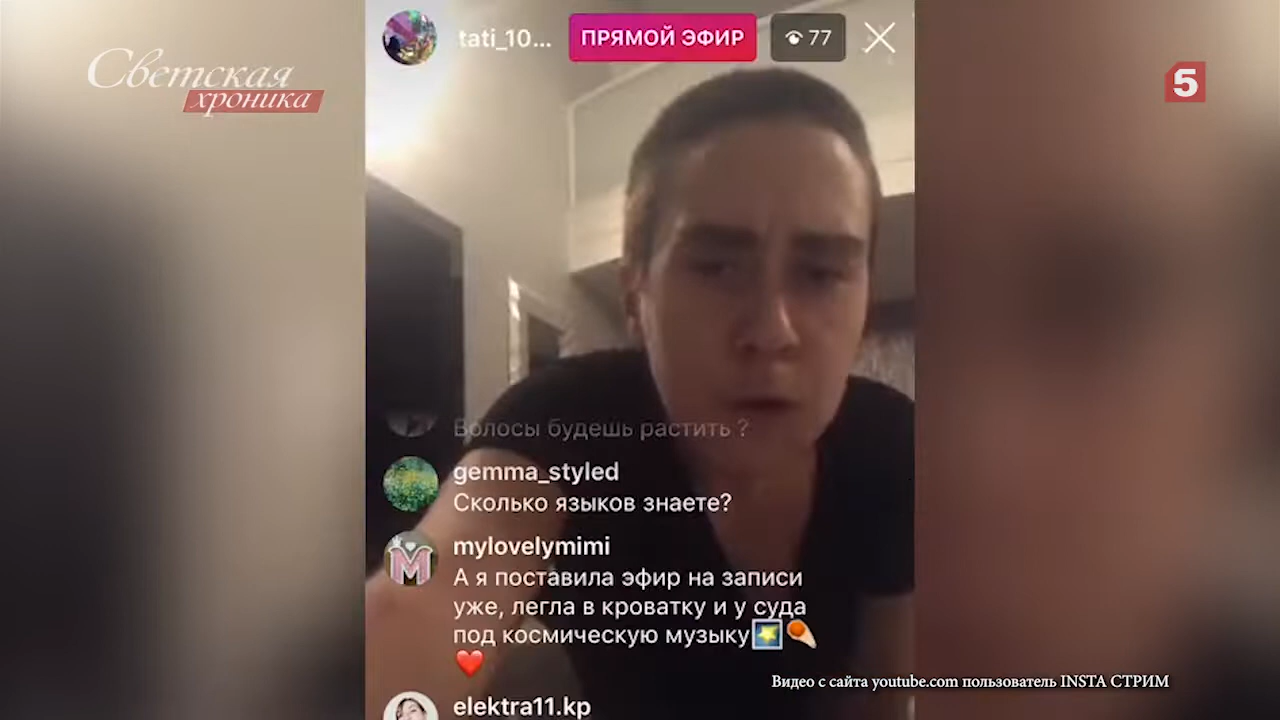 Светская
хроника
tati_10...
ПРЯМОЙ ЭФИР
77
5
Волосы будешь растить ?
gemma_styled
Сколько языков знаете?
mylovelymimi
А я поставила эфир на записи
уже, легла в кроватку и у суда
под космическую музыку
elektra11.kp
Видео с сайта youtube.com пользователь INSTA СТРИМ